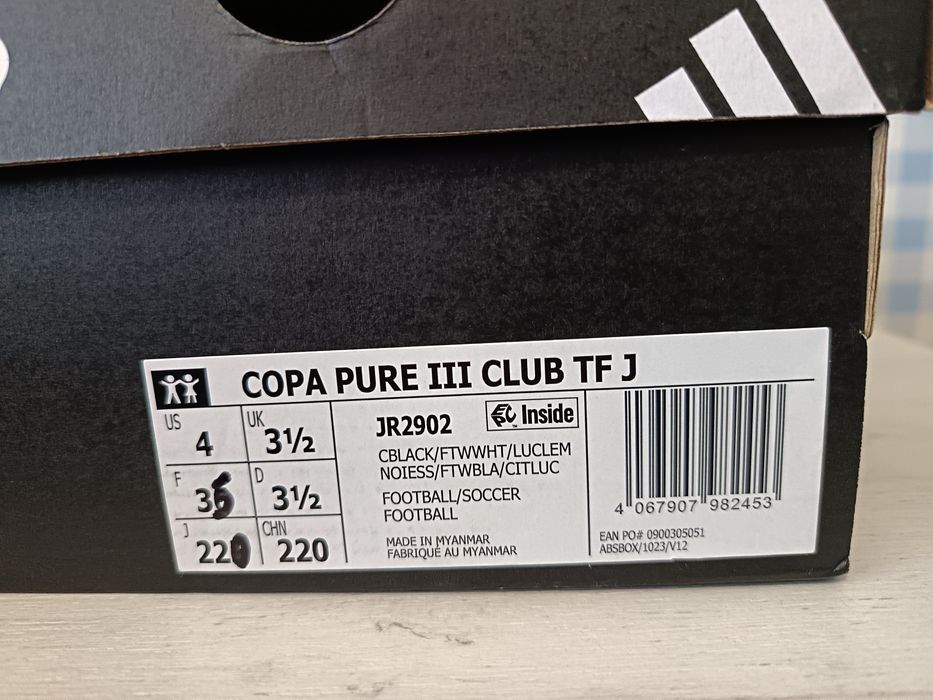 COPA PURE III CLUB TF J
US 4 UK 3½
F 36 D 3½
J 220 CHN 220
JR2902
Inside
CBLACK/FTWWHT/LUCLEM
NOIESS/FTWBLA/CITLUC
FOOTBALL/SOCCER
FOOTBALL
MADE IN MYANMAR
FABRIQUÉ AU MYANMAR
4 067907 982453
EAN PO# 0900305051
ABSBOX/1023/V12